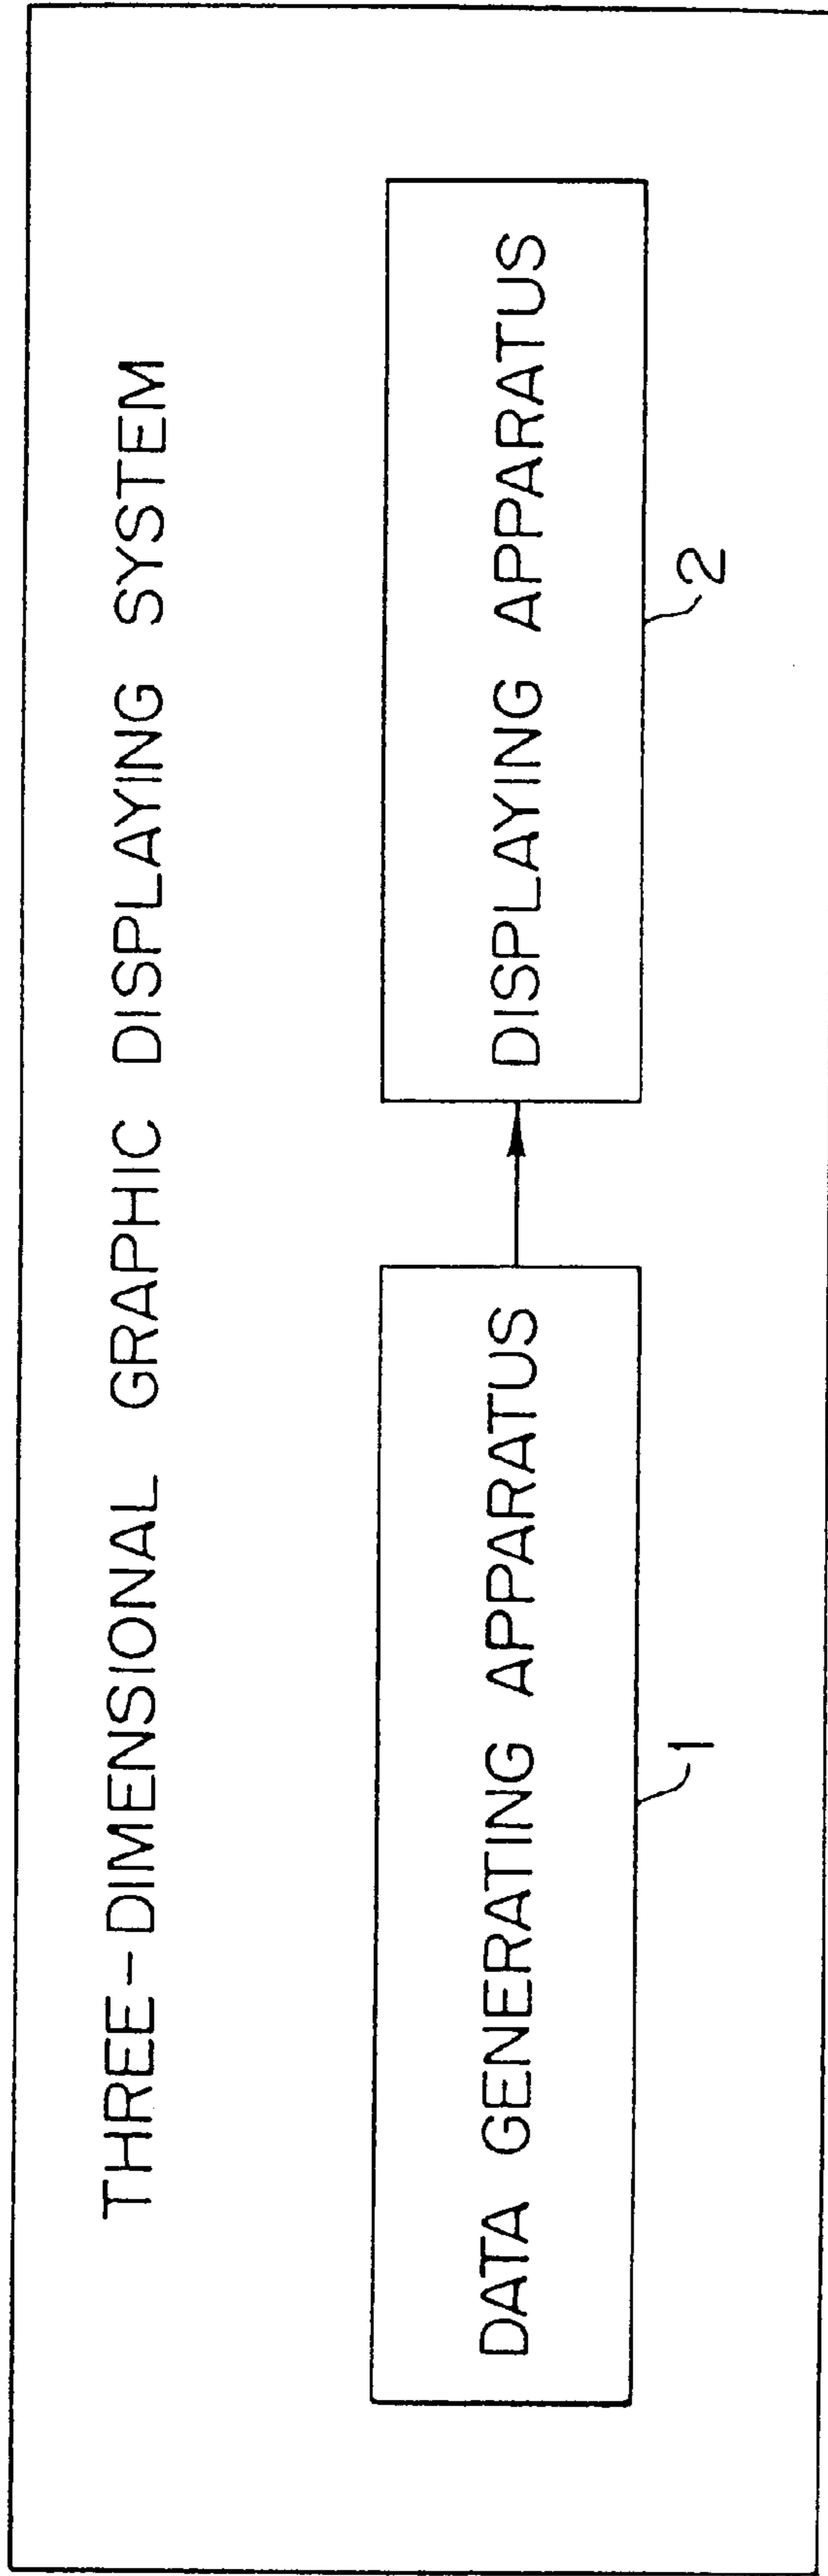 THREE-DIMENSIONAL GRAPHIC DISPLAYING SYSTEM
DATA GENERATING APPARATUS
1
DISPLAYING APPARATUS
2